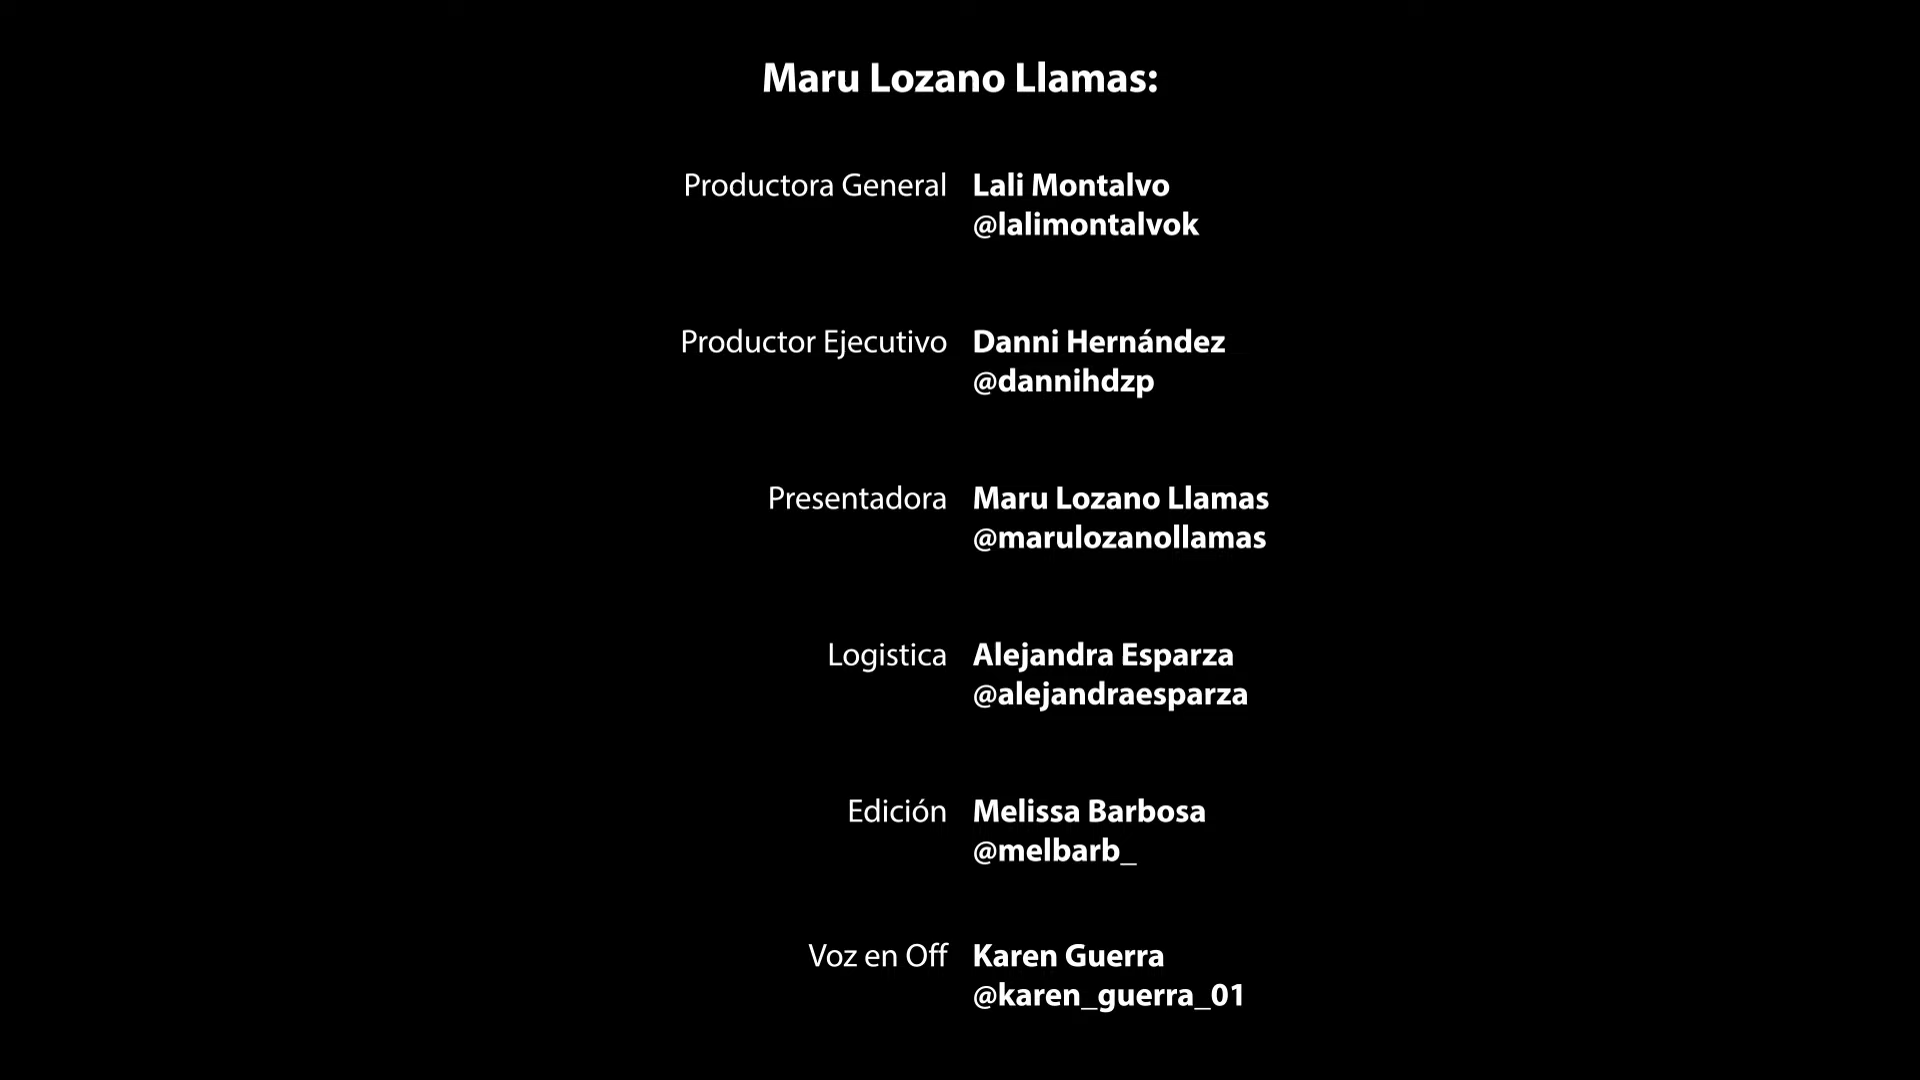 Maru Lozano Llamas:
Productora General Lali Montalvo
@lalimontalvok
Productor Ejecutivo Danni Hernández
@dannihdzp
Presentadora Maru Lozano Llamas
@marulozanollamas
Logistica Alejandra Esparza
@alejandraesparza
Edición Melissa Barbosa
@melbarb_
Voz en Off Karen Guerra
@karen_guerra_01